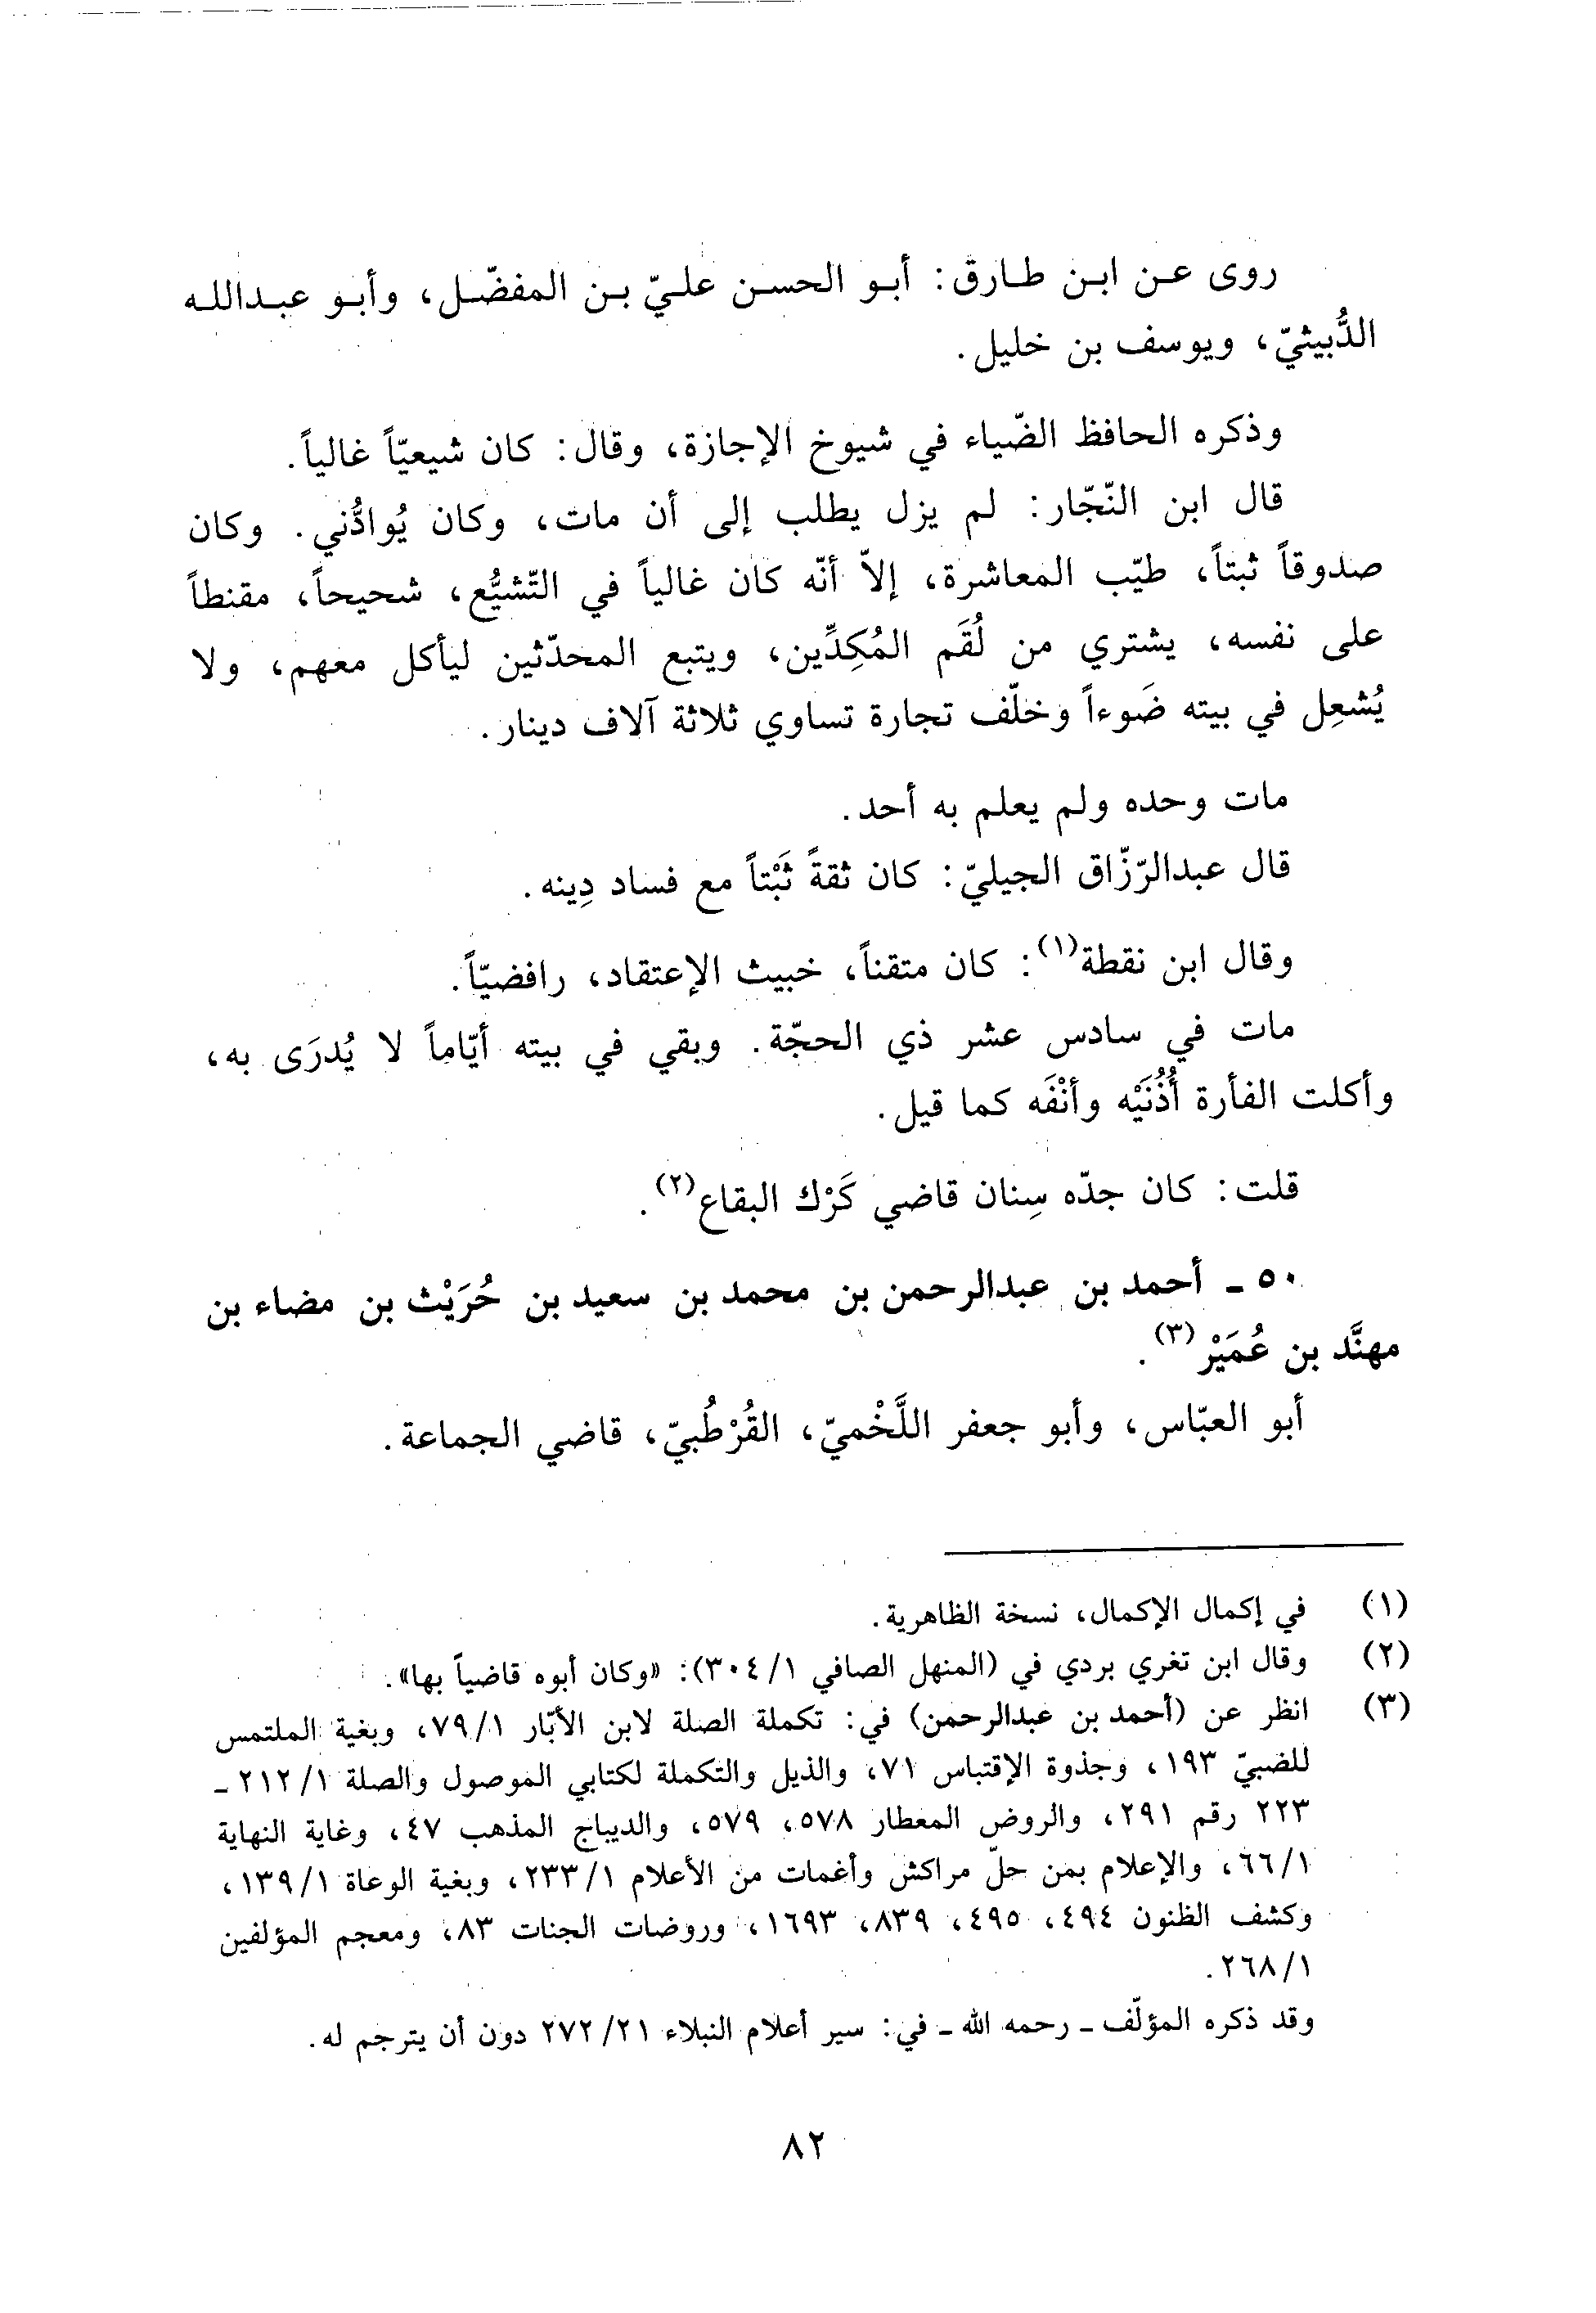 روى عن ابن طارق: أبو الحسن عليّ بن المفضّل، وأبو عبدالله
الدُّبيثيّ، ويوسف بن خليل.
وذكره الحافظ الضّياء في شيوخ الإجازة، وقال: كان شيعيّاً غالياً.
قال ابن النّجّار: لم يزل يطلب إلى أن مات، وكان يُوادُّني. وكان
صدوقاً ثبتاً، طيّب المعاشرة، إلاّ أنّه كان غالياً في التّشيُّع، شحيحاً، مقنطاً
على نفسه، يشتري من لُقَم المُكِدِّين، ويتبع المحدّثين ليأكل معهم، ولا
يُشعِل في بيته ضَوءاً وخلّف تجارة تساوي ثلاثة آلاف دينار.
مات وحده ولم يعلم به أحد.
قال عبدالرّزّاق الجيليّ: كان ثقةً ثَبْتاً مع فساد دِينه.
وقال ابن نقطة(١): كان متقناً، خبيث الإعتقاد، رافضيّاً.
مات في سادس عشر ذي الحجّة. وبقي في بيته أيّاماً لا يُدرَى به،
وأكلت الفأرة أُذُنَيْه وأنْفَه كما قيل.
قلت: كان جدّه سِنان قاضي كَرْك البقاع(٢).
٥٠ ـ أحمد بن عبدالرحمن بن محمد بن سعيد بن حُرَيْث بن مضاء بن
مهنَّد بن عُمَيْر(٣).
أبو العبّاس، وأبو جعفر اللَّخْميّ، القُرْطُبيّ، قاضي الجماعة.
(١) في إكمال الإكمال، نسخة الظاهرية.
(٢) وقال ابن تغري بردي في (المنهل الصافي ٣٠٤/١): «وكان أبوه قاضياً بها».
(٣) انظر عن (أحمد بن عبدالرحمن) في: تكملة الصلة لابن الأبّار ٧٩/١، وبغية الملتمس
للضبيّ ١٩٣، وجذوة الإقتباس ٧١، والذيل والتكملة لكتابي الموصول والصلة ٢١٢/١ ـ
٢٢٣ رقم ٢٩١، والروض المعطار ٥٧٨، ٥٧٩، والديباج المذهب ٤٧، وغاية النهاية
٦٦/١، والإعلام بمن حلّ مراكش وأغمات من الأعلام ٢٣٣/١، وبغية الوعاة ١٣٩/١،
وكشف الظنون ٤٩٤، ٤٩٥، ٨٣٩، ١٦٩٣، وروضات الجنات ٨٣، ومعجم المؤلفين
٢٦٨/١.
وقد ذكره المؤلّف ـ رحمه الله ـ في: سير أعلام النبلاء ٢٧٢/٢١ دون أن يترجم له.
٨٢